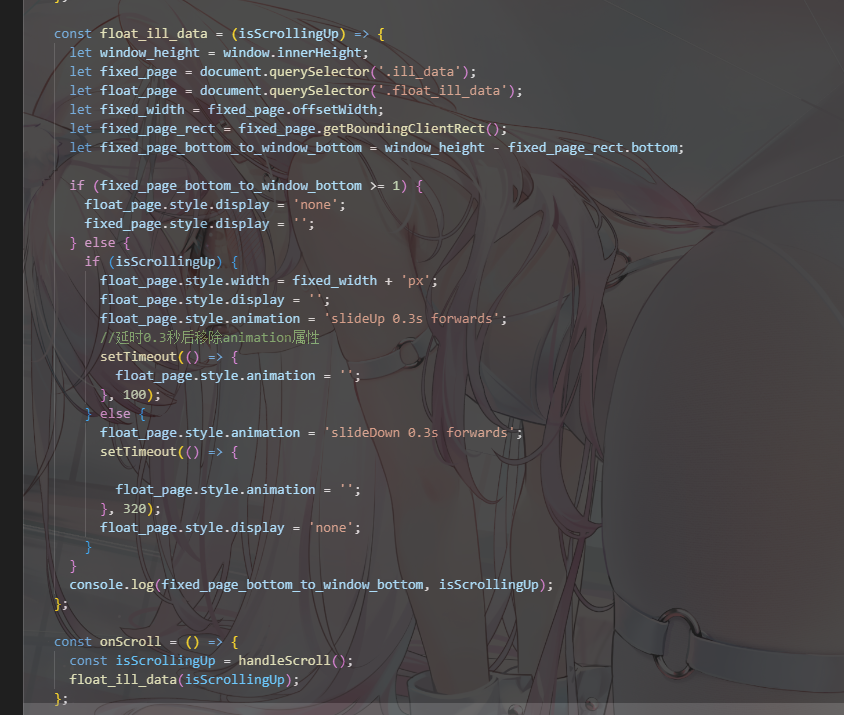 };
const float_ill_data = (isScrollingUp) => {
let window_height = window.innerHeight;
let fixed_page = document.querySelector('.ill_data');
let float_page = document.querySelector('.float_ill_data');
let fixed_width = fixed_page.offsetWidth;
let fixed_page_rect = fixed_page.getBoundingClientRect();
let fixed_page_bottom_to_window_bottom = window_height - fixed_page_rect.bottom;
if (fixed_page_bottom_to_window_bottom >= 1) {
float_page.style.display = 'none';
fixed_page.style.display = '';
} else {
if (isScrollingUp) {
float_page.style.width = fixed_width + 'px';
float_page.style.display = '';
float_page.style.animation = 'slideUp 0.3s forwards';
//延时0.3秒后移除animation属性
setTimeout(() => {
float_page.style.animation = '';
}, 100);
} else {
float_page.style.animation = 'slideDown 0.3s forwards';
setTimeout(() => {
float_page.style.animation = '';
}, 320);
float_page.style.display = 'none';
}
}
console.log(fixed_page_bottom_to_window_bottom, isScrollingUp);
};
const onScroll = () => {
const isScrollingUp = handleScroll();
float_ill_data(isScrollingUp);
};